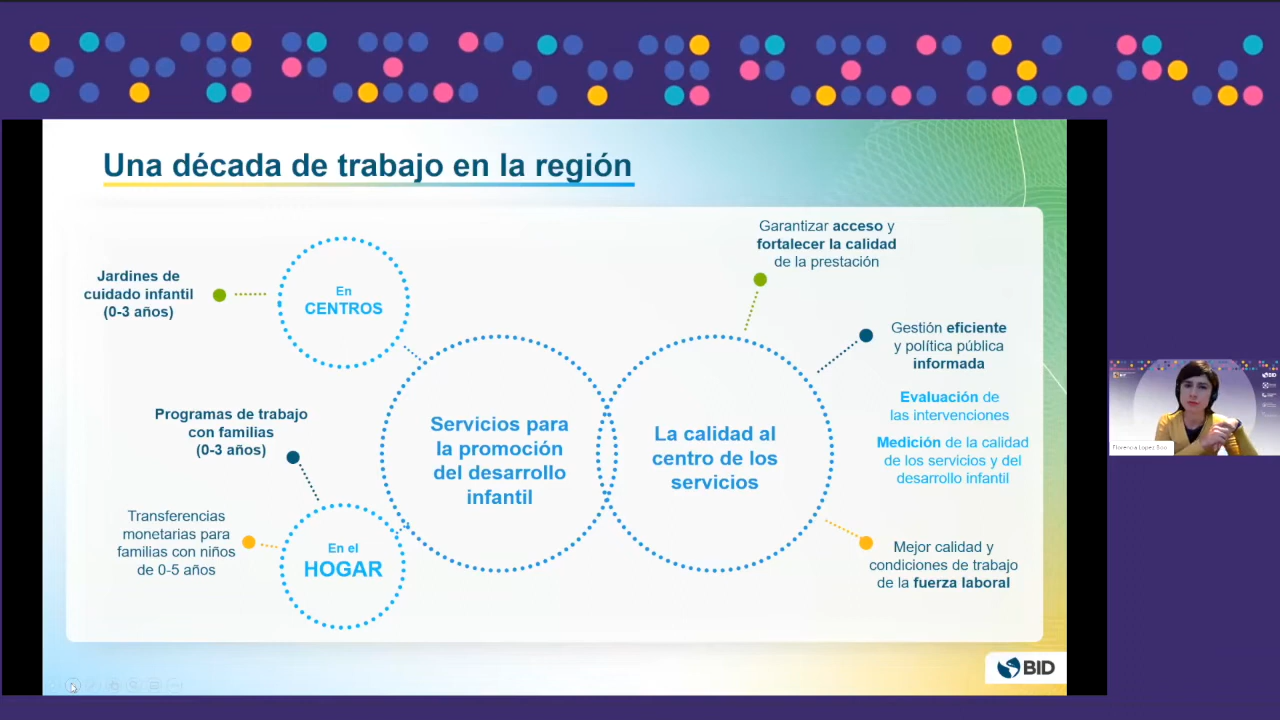 Una década de trabajo en la región
Jardines de
cuidado infantil
(0-3 años)
En
CENTROS
Programas de trabajo
con familias
(0-3 años)
Transferencias
monetarias para
familias con niños
de 0-5 años
En el
HOGAR
Servicios para
la promoción
del desarrollo
infantil
La calidad al
centro de los
servicios
Garantizar acceso y
fortalecer la calidad
de la prestación
Gestión eficiente
y política pública
informada
Evaluación de
las intervenciones
Medición de la calidad
de los servicios y del
desarrollo infantil
Mejor calidad y
condiciones de trabajo
de la fuerza laboral
BID
BID
Florencia Lopez